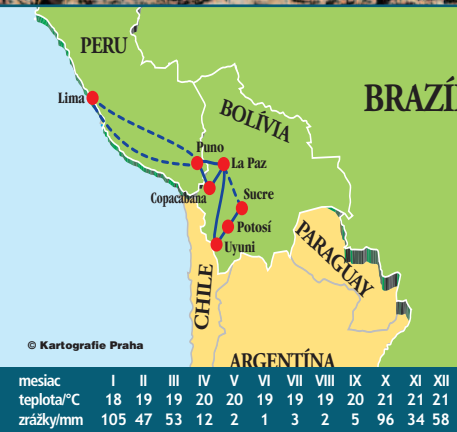 PERU
BRAZÍ
Lima
BOLÍVIA
Puno
La Paz
Copacabana
Sucre
Potosí
Uyuni
PARAGUAY
CHILE
© Kartografie Praha
ARGENTÍNA
mesiac I II III IV V VI VII VIII IX X XI XII
teplota/°C 18 19 19 20 20 19 19 19 20 21 21 21
zrážky/mm 105 47 53 12 2 1 3 2 5 96 34 58